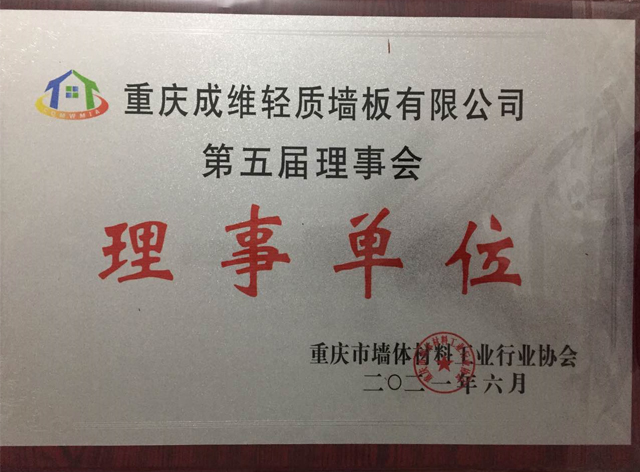 重庆成维轻质墙板有限公司
第五届理事会
理事单位
重庆市墙体材料工业行业协会
二〇二一年六月